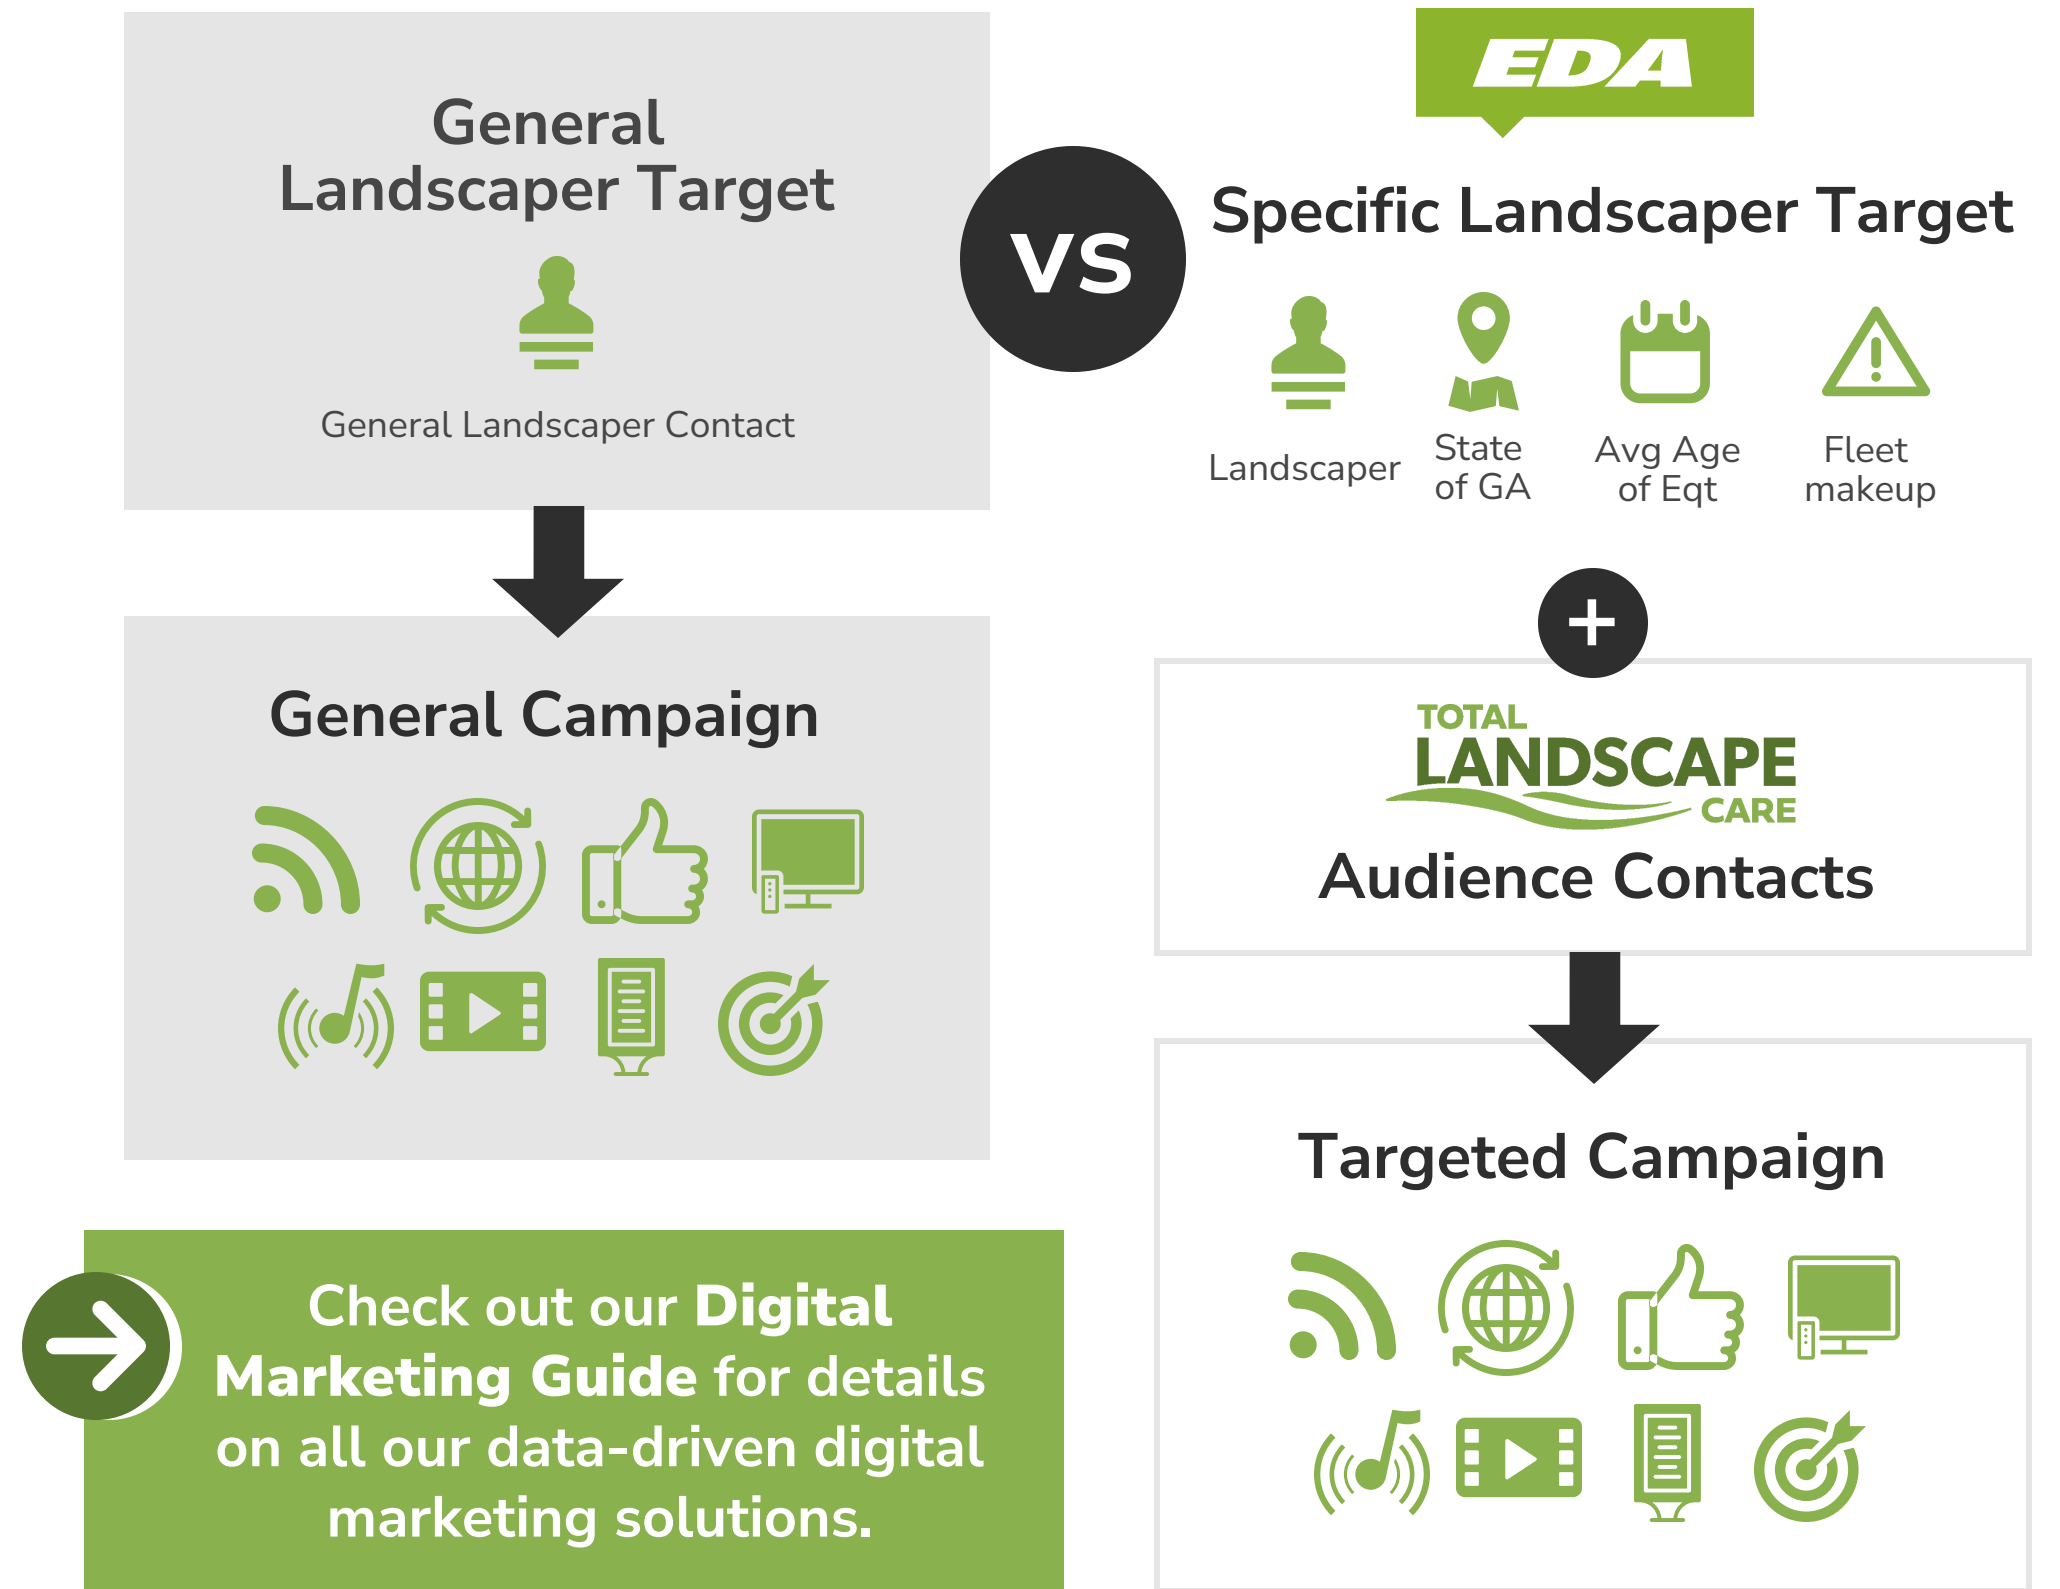 General
Landscaper Target
General Landscaper Contact
General Campaign
VS
EDA
Specific Landscaper Target
Landscaper
State
of GA
Avg Age
of Eqt
Fleet
makeup
+
TOTAL
LANDSCAPE
CARE
Audience Contacts
Targeted Campaign
Check out our Digital
Marketing Guide for details
on all our data-driven digital
marketing solutions.